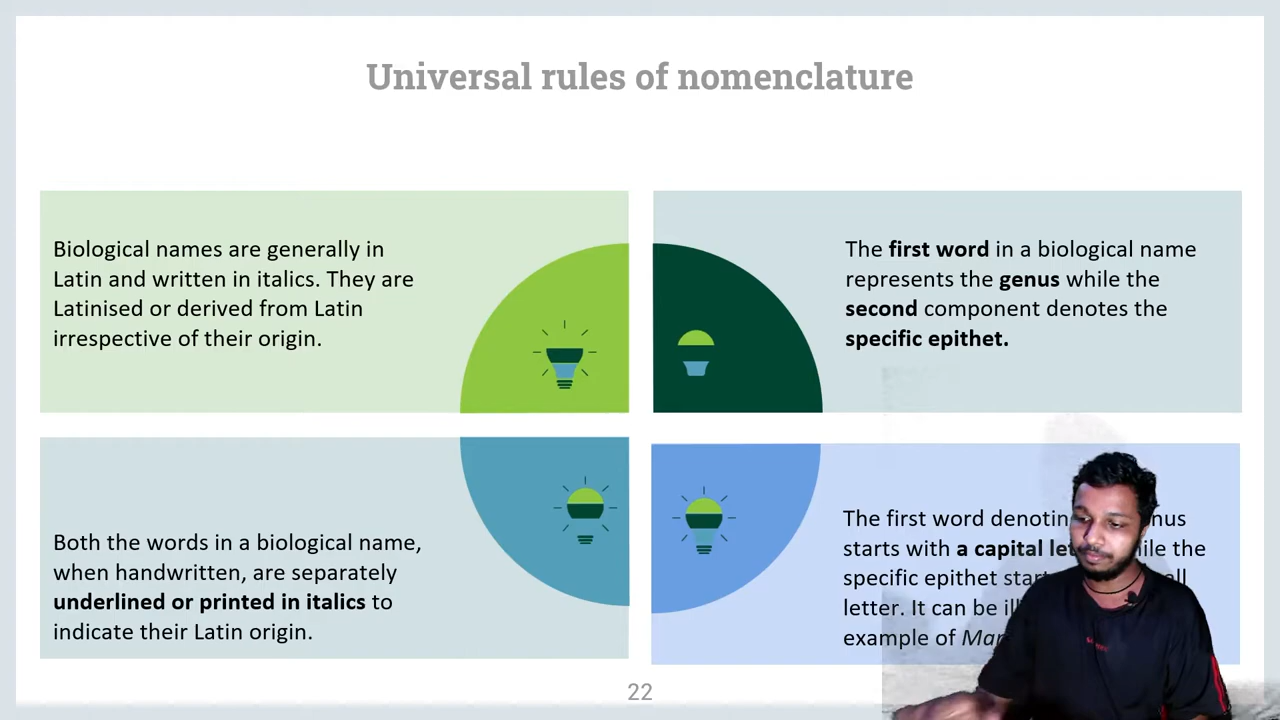 Universal rules of nomenclature
Biological names are generally in
Latin and written in italics. They are
Latinised or derived from Latin
irrespective of their origin.
The first word in a biological name
represents the genus while the
second component denotes the
specific epithet.
Both the words in a biological name,
when handwritten, are separately
underlined or printed in italics to
indicate their Latin origin.
The first word
starts with a capital the
specific epithet
letter. It can be
example of
22